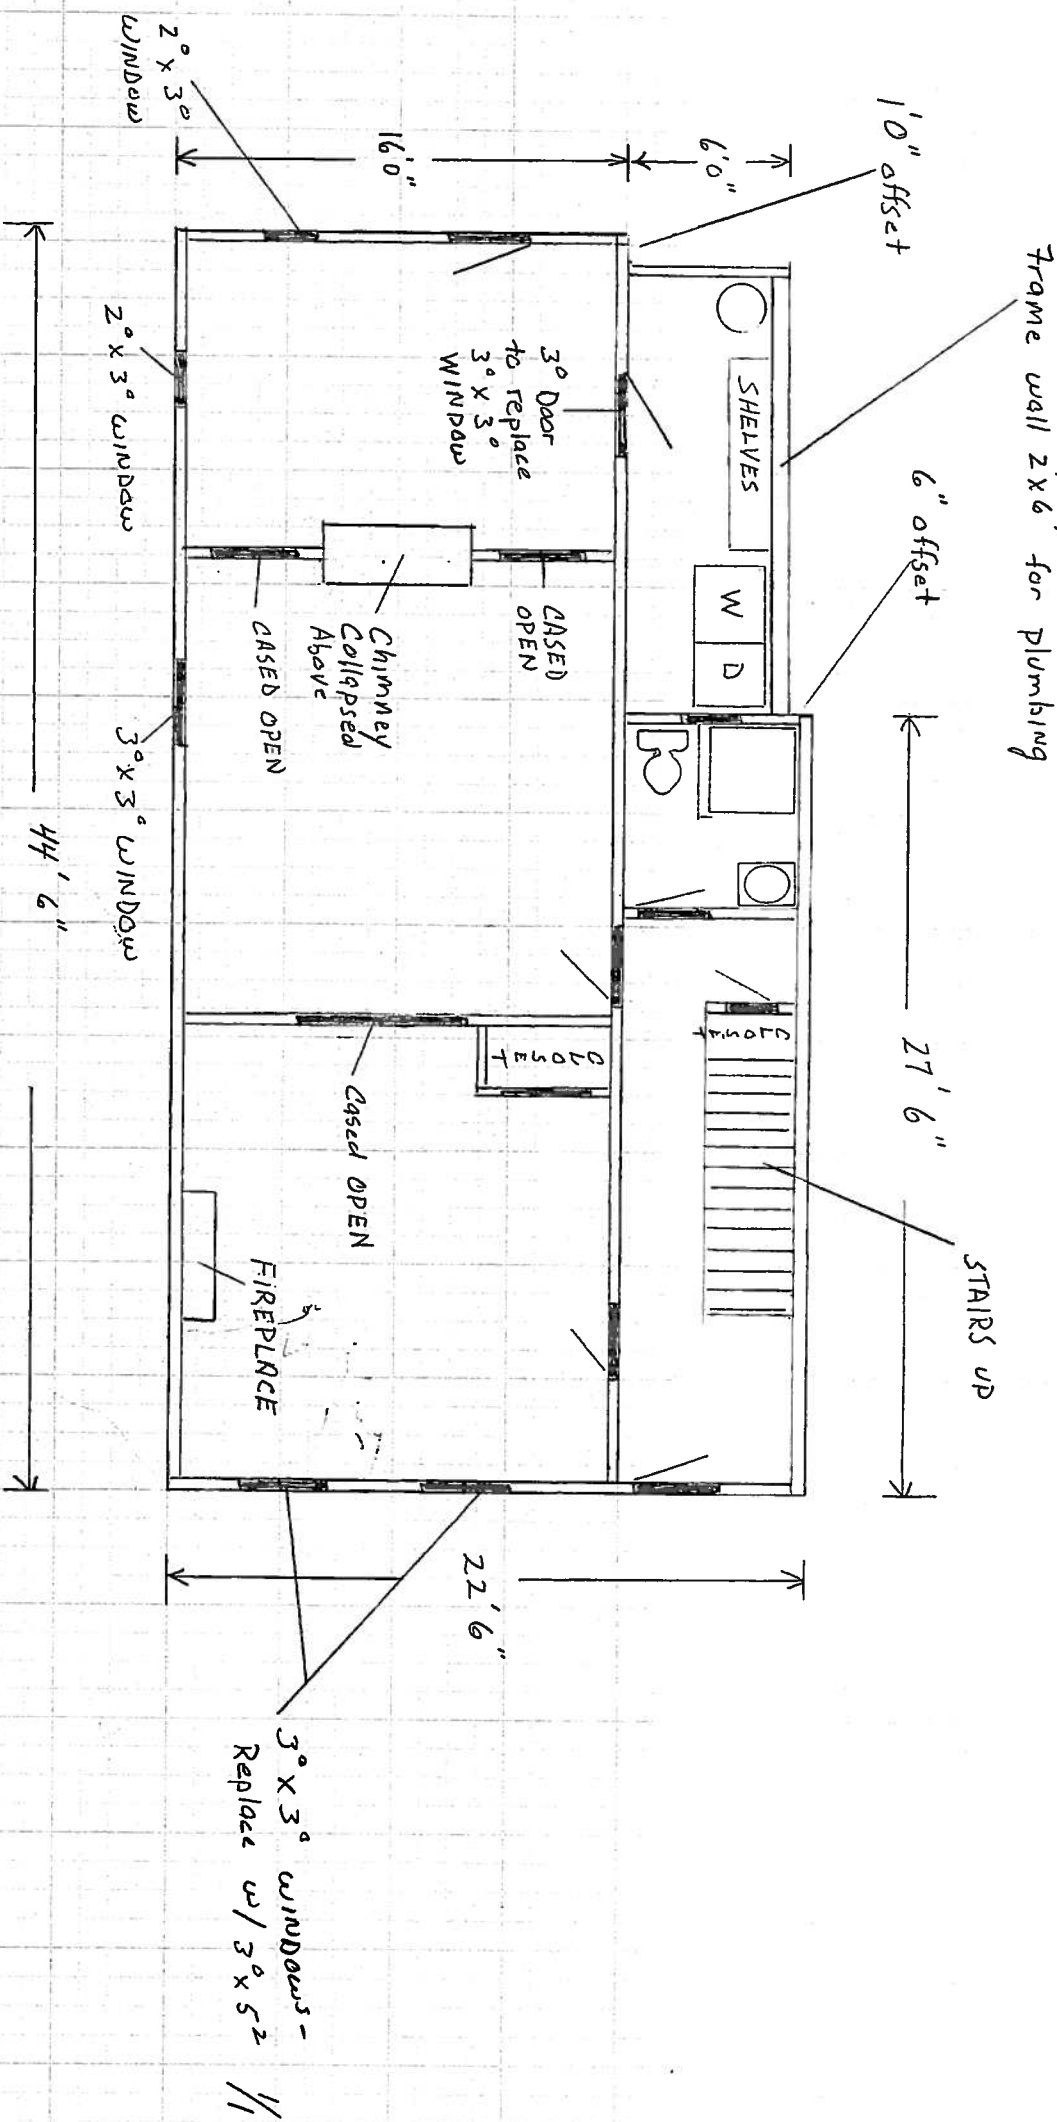 Frame wall 2x6 for plumbing
1'0" offset
6" offset
6'0"
16'0"
2° x 3°
WINDOW
SHELVES
W
D
3° Door
to replace
3° x 3°
WINDOW
27' 6"
STAIRS UP
CLOSET
CLOSET
CASED
OPEN
Chimney
Collapsed
Above
CASED OPEN
Cased OPEN
FIREPLACE
2° x 3° WINDOW
3° x 3° WINDOW
44' 6"
22' 6"
3° x 3° WINDOWS-
Replace w/ 3° x 5² 1/1